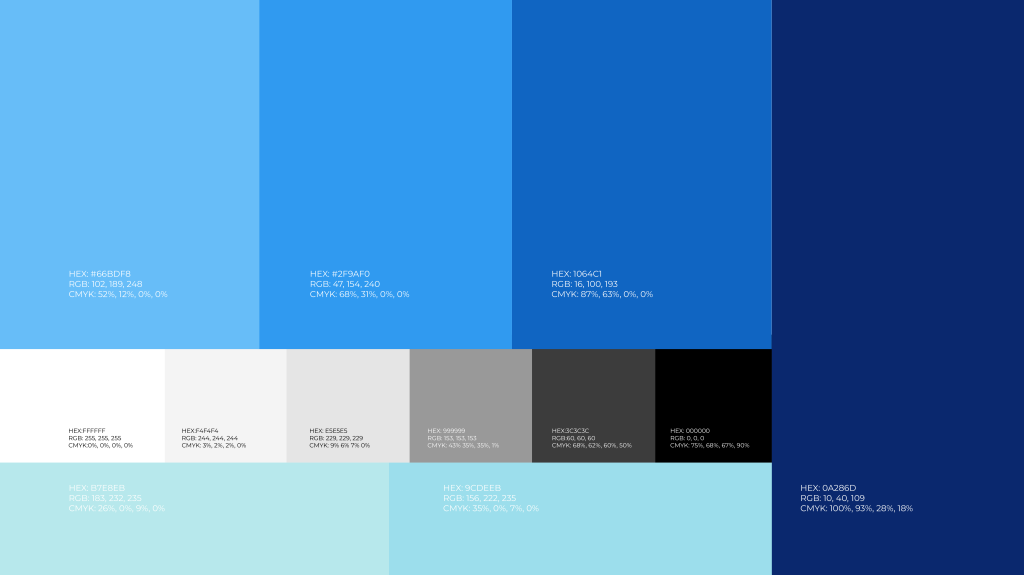 HEX: #66BDF8
RGB: 102, 189, 248
CMYK: 52%, 12%, 0%, 0%
HEX: #2F9AF0
RGB: 47, 154, 240
CMYK: 68%, 31%, 0%, 0%
HEX: 1064C1
RGB: 16, 100, 193
CMYK: 87%, 63%, 0%, 0%
HEX:FFFFFF
RGB: 255, 255, 255
CMYK:0%, 0%, 0%, 0%
HEX:F4F4F4
RGB: 244, 244, 244
CMYK: 3%, 2%, 2%, 0%
HEX: E5E5E5
RGB: 229, 229, 229
CMYK: 9% 6% 7% 0%
HEX: 999999
RGB: 153, 153, 153
CMYK: 43% 35%, 35%, 1%
HEX:3C3C3C
RGB:60, 60, 60
CMYK: 68%, 62%, 60%, 50%
HEX: 000000
RGB: 0, 0, 0
CMYK: 75%, 68%, 67%, 90%
HEX: B7E8EB
RGB: 183, 232, 235
CMYK: 26%, 0%, 9%, 0%
HEX: 9CDEEB
RGB: 156, 222, 235
CMYK: 35%, 0%, 7%, 0%
HEX: 0A286D
RGB: 10, 40, 109
CMYK: 100%, 93%, 28%, 18%